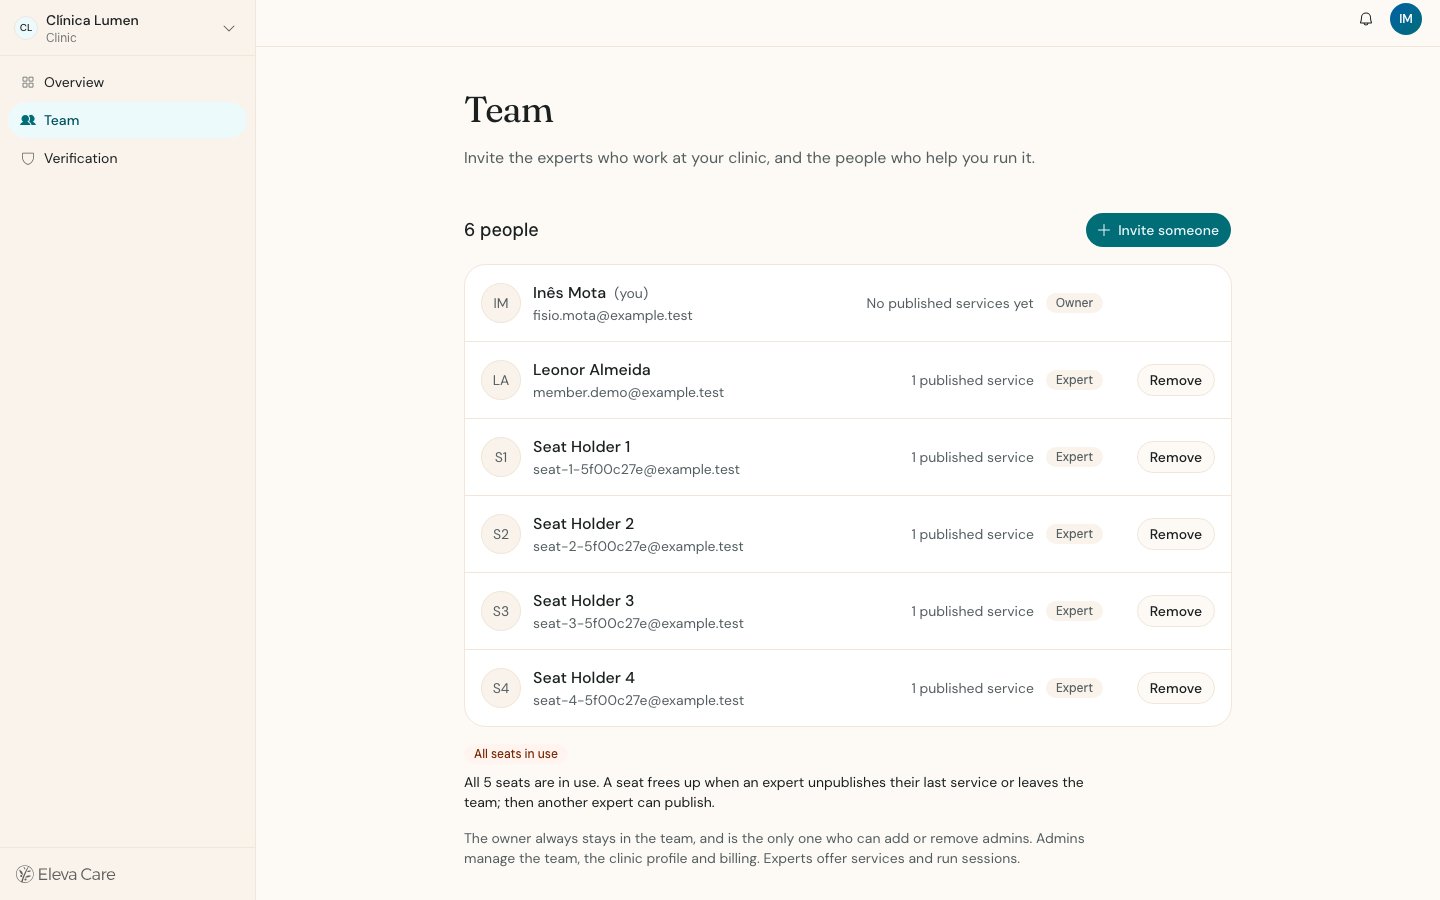 CL
Clínica Lumen
Clinic
IM
Overview
Team
Verification
Team
Invite the experts who work at your clinic, and the people who help you run it.
6 people
Invite someone
IM
Inês Mota (you)
fisio.mota@example.test
No published services yet
Owner
LA
Leonor Almeida
member.demo@example.test
1 published service
Expert
Remove
S1
Seat Holder 1
seat-1-5f00c27e@example.test
1 published service
Expert
Remove
S2
Seat Holder 2
seat-2-5f00c27e@example.test
1 published service
Expert
Remove
S3
Seat Holder 3
seat-3-5f00c27e@example.test
1 published service
Expert
Remove
S4
Seat Holder 4
seat-4-5f00c27e@example.test
1 published service
Expert
Remove
All seats in use
All 5 seats are in use. A seat frees up when an expert unpublishes their last service or leaves the
team; then another expert can publish.
The owner always stays in the team, and is the only one who can add or remove admins. Admins
manage the team, the clinic profile and billing. Experts offer services and run sessions.
Eleva Care